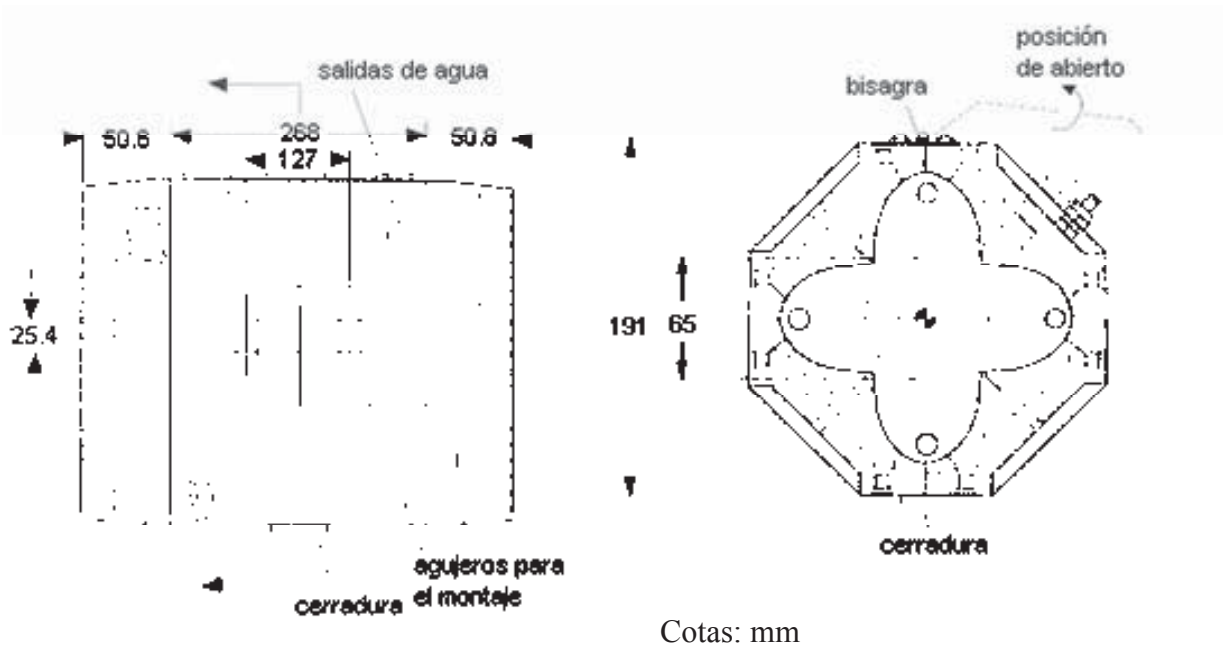 posición
de abierto
salidas de agua
bisagra
50.8
268
50.8
127
25.4
191
65
cerradura
agujeros para
el montaje
cerradura
Cotas: mm